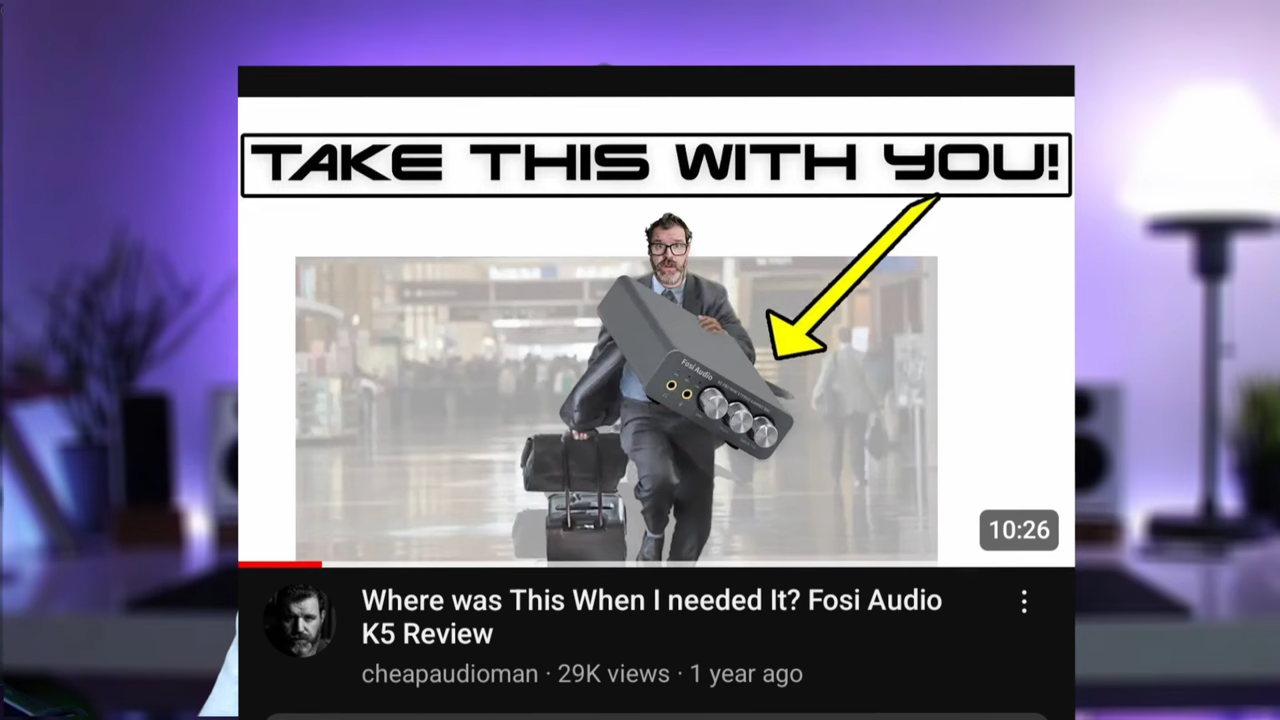 TAKE THIS WITH YOU!
Fosi Audio
10:26
Where was This When I needed It? Fosi Audio
K5 Review
cheapaudioman · 29K views · 1 year ago